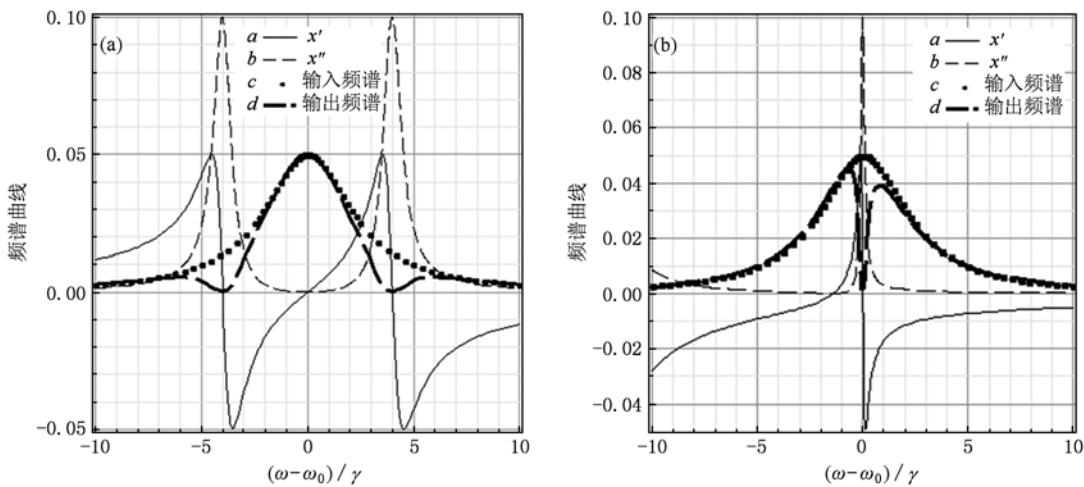 (a)
a x′
b x″
c 输入频谱
d 输出频谱
0.10
0.05
0.00
−0.05
频谱曲线
−10 −5 0 5 10
(ω−ω0) / γ
(b)
a x′
b x″
c 输入频谱
d 输出频谱
0.10
0.08
0.06
0.04
0.02
0.00
−0.02
−0.04
频谱曲线
−10 −5 0 5 10
(ω−ω0) / γ